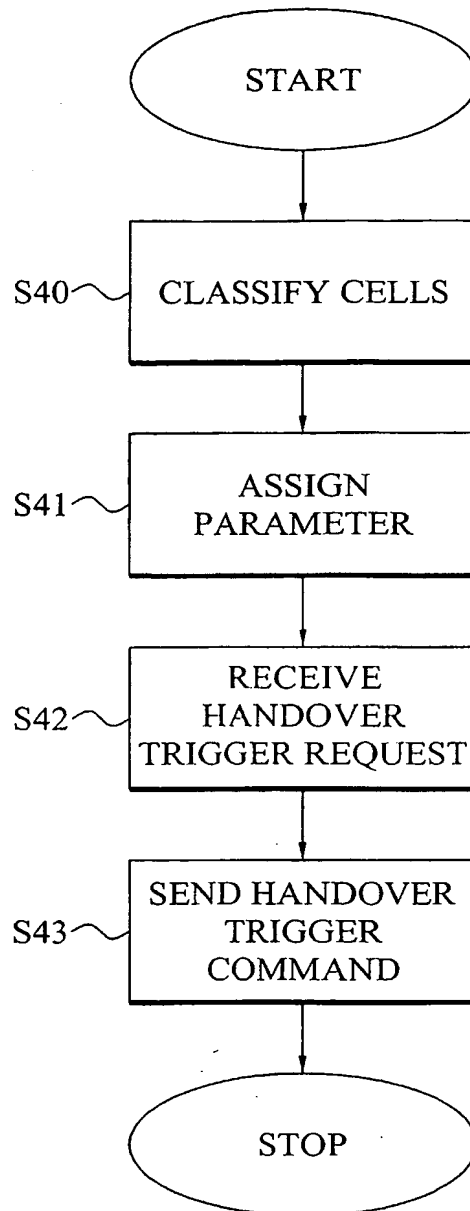 START
S40
CLASSIFY CELLS
S41
ASSIGN
PARAMETER
S42
RECEIVE
HANDOVER
TRIGGER REQUEST
S43
SEND HANDOVER
TRIGGER
COMMAND
STOP